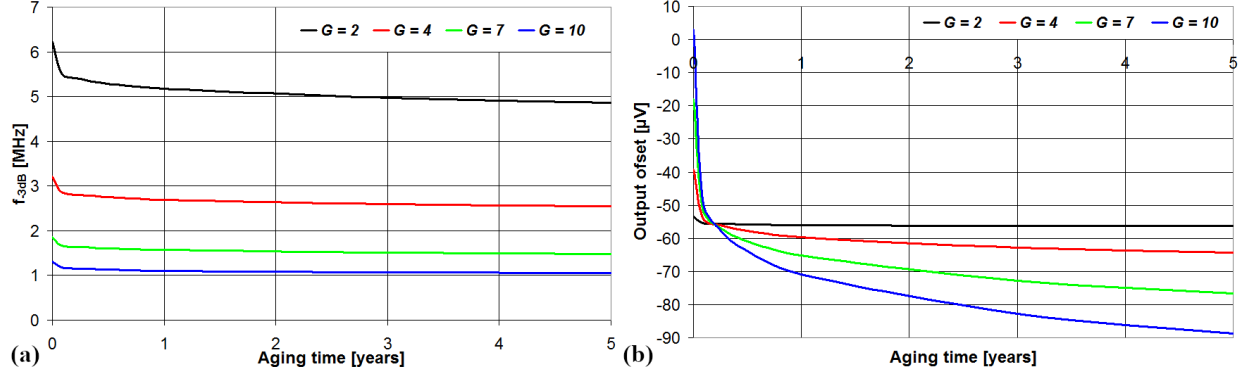 f-3dB [MHz]
7
6
5
4
3
2
1
0
G = 2 G = 4 G = 7 G = 10
0 1 2 3 4 5
(a) Aging time [years]
Output ofset [µV]
10
0
-10
-20
-30
-40
-50
-60
-70
-80
-90
G = 2 G = 4 G = 7 G = 10
0 1 2 3 4 5
(b) Aging time [years]